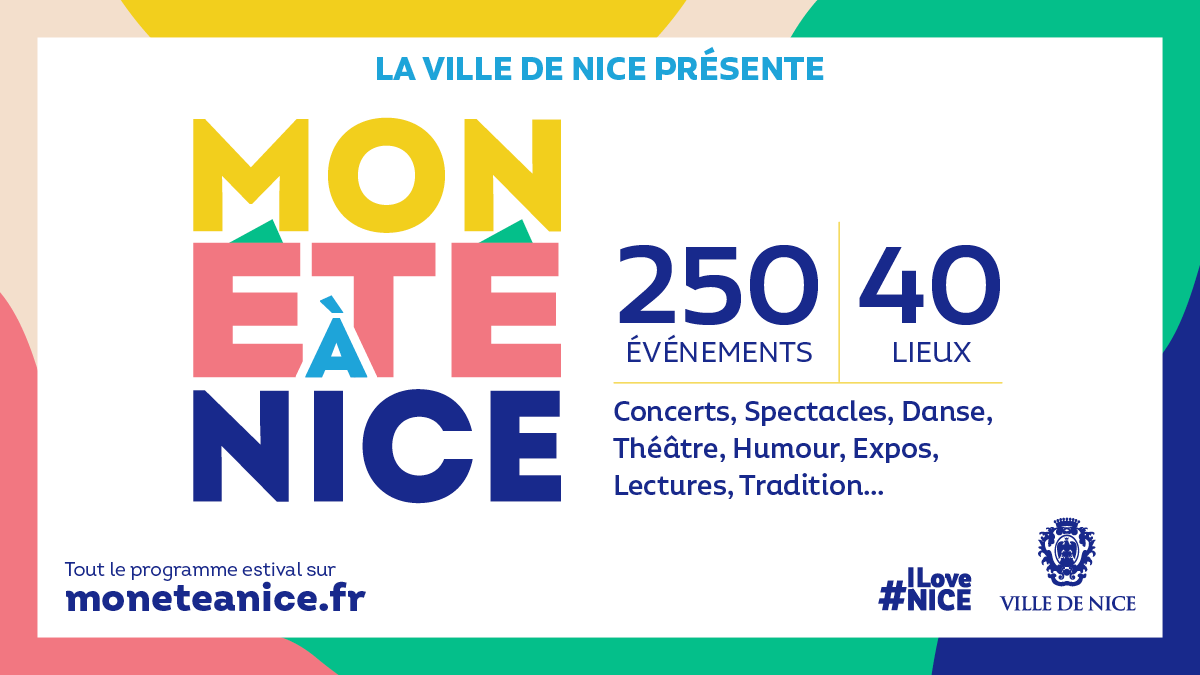 LA VILLE DE NICE PRÉSENTE
MON
ÉTÉ
À
NICE
250
ÉVÉNEMENTS
40
LIEUX
Concerts, Spectacles, Danse,
Théâtre, Humour, Expos,
Lectures, Tradition...
Tout le programme estival sur
moneteanice.fr
#I Love
NICE
VILLE DE NICE